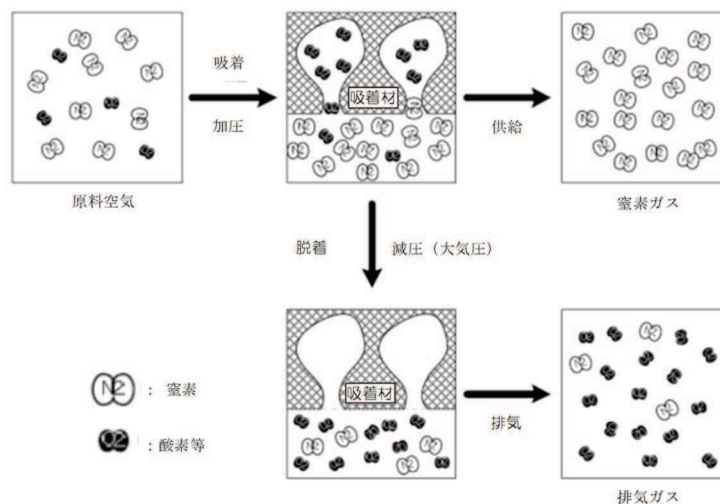 吸着
加圧
吸着材
供給
原料空気
窒素ガス
脱着
減圧（大気圧）
吸着材
排気
N2 : 窒素
O2 : 酸素等
排気ガス